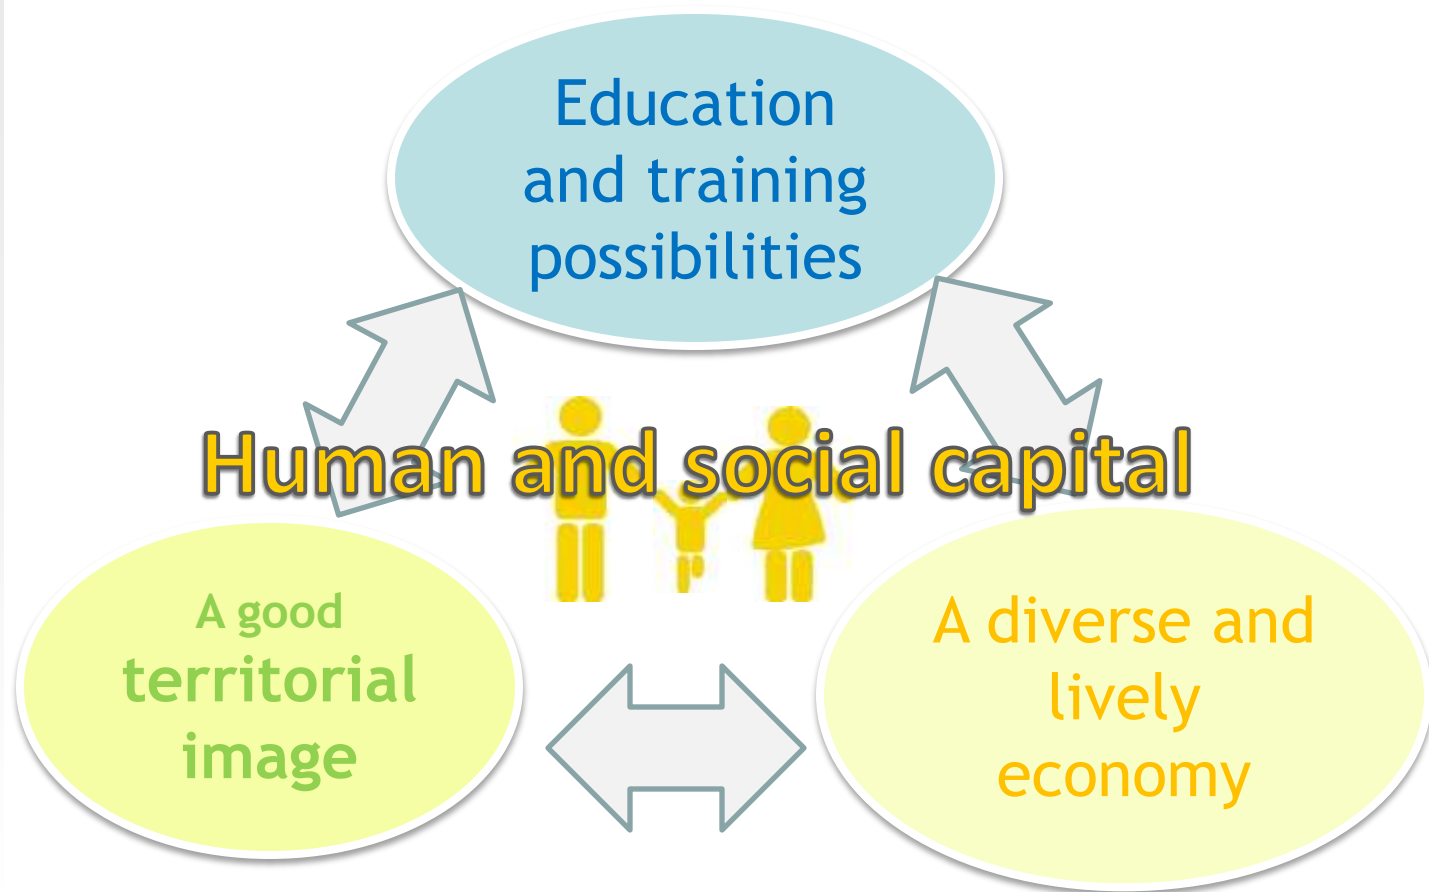 Education
and training
possibilities
Human and social capital
A good
territorial
image
A diverse and
lively
economy